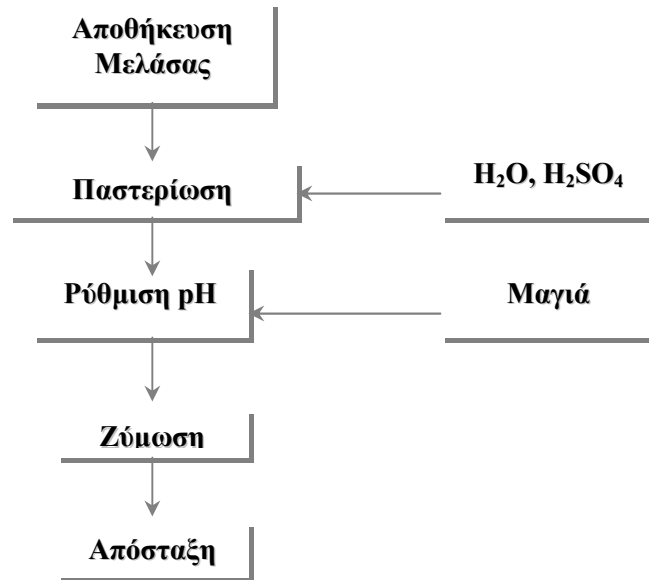 Αποθήκευση
Μελάσας
Παστερίωση
H₂O, H₂SO₄
Ρύθμιση pH
Μαγιά
Ζύμωση
Απόσταξη